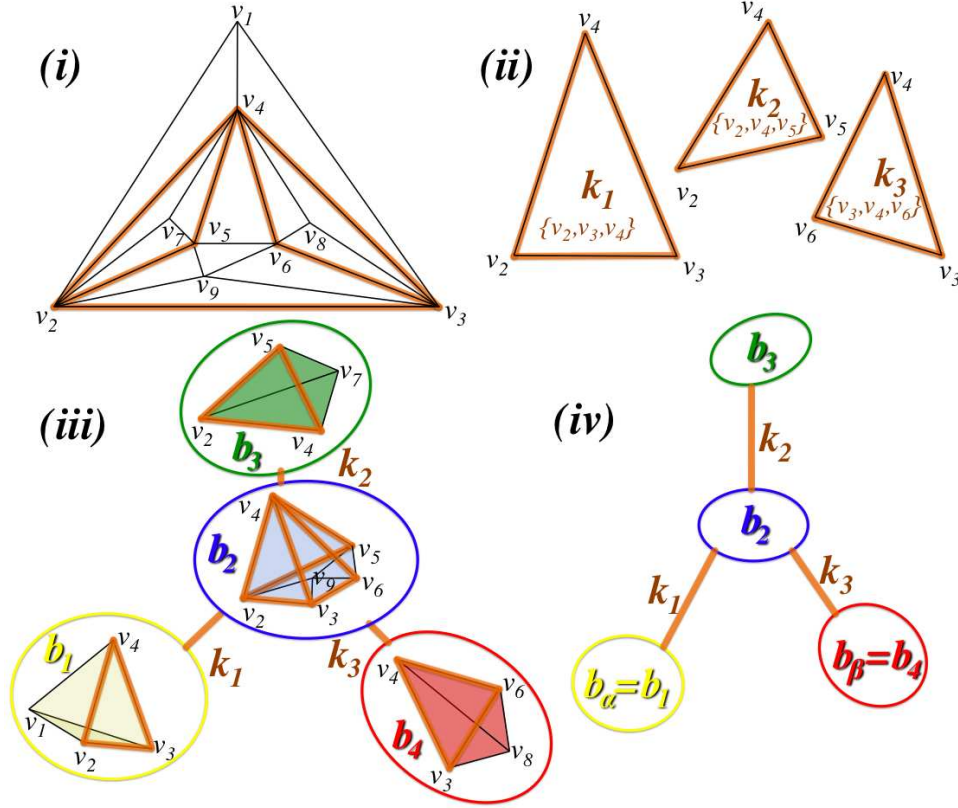 (i)
v1
v4
v7
v5
v8
v6
v9
v2
v3
(ii)
v4
k1
{v2,v3,v4}
v2
v3
v4
k2
{v2,v4,v5}
v5
v2
v4
k3
{v3,v4,v6}
v6
v3
(iii)
v5
v7
v2
v4
b3
k2
v4
b2
v5
v9
v6
v2
v3
k1
k3
b1
v4
v1
v2
v3
v4
v6
b4
v8
v3
(iv)
b3
k2
b2
k1
k3
bα=b1
bβ=b4